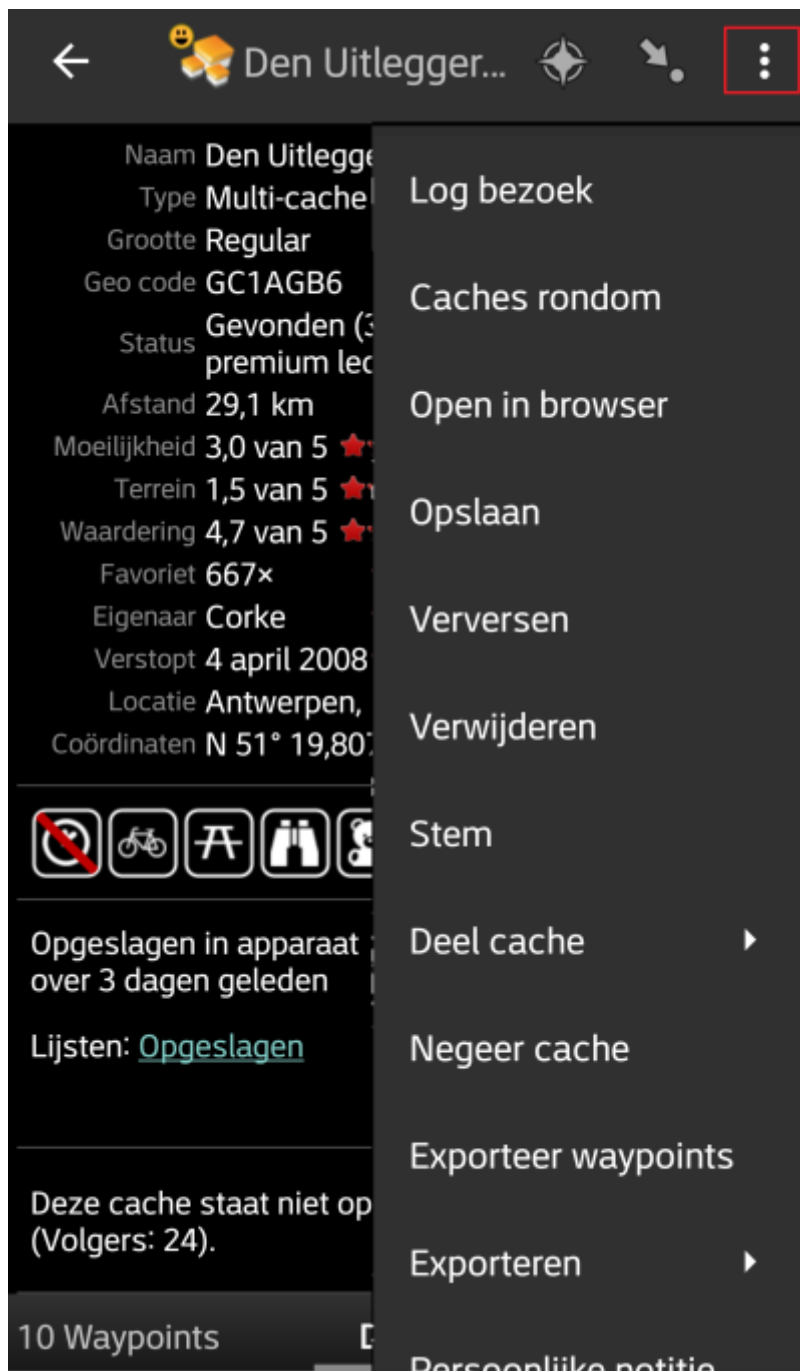 Den Uitlegger...
Naam Den Uitlegge
Type Multi-cache
Grootte Regular
Geo code GC1AGB6
Status Gevonden (3
premium led
Afstand 29,1 km
Moeilijkheid 3,0 van 5
Terrein 1,5 van 5
Waardering 4,7 van 5
Favoriet 667×
Eigenaar Corke
Verstopt 4 april 2008
Locatie Antwerpen,
Coördinaten N 51° 19,807
Opgeslagen in apparaat
over 3 dagen geleden
Lijsten: Opgeslagen
Deze cache staat niet op
(Volgers: 24).
10 Waypoints
Log bezoek
Caches rondom
Open in browser
Opslaan
Verversen
Verwijderen
Stem
Deel cache
Negeer cache
Exporteer waypoints
Exporteren
Persoonlijke notitie